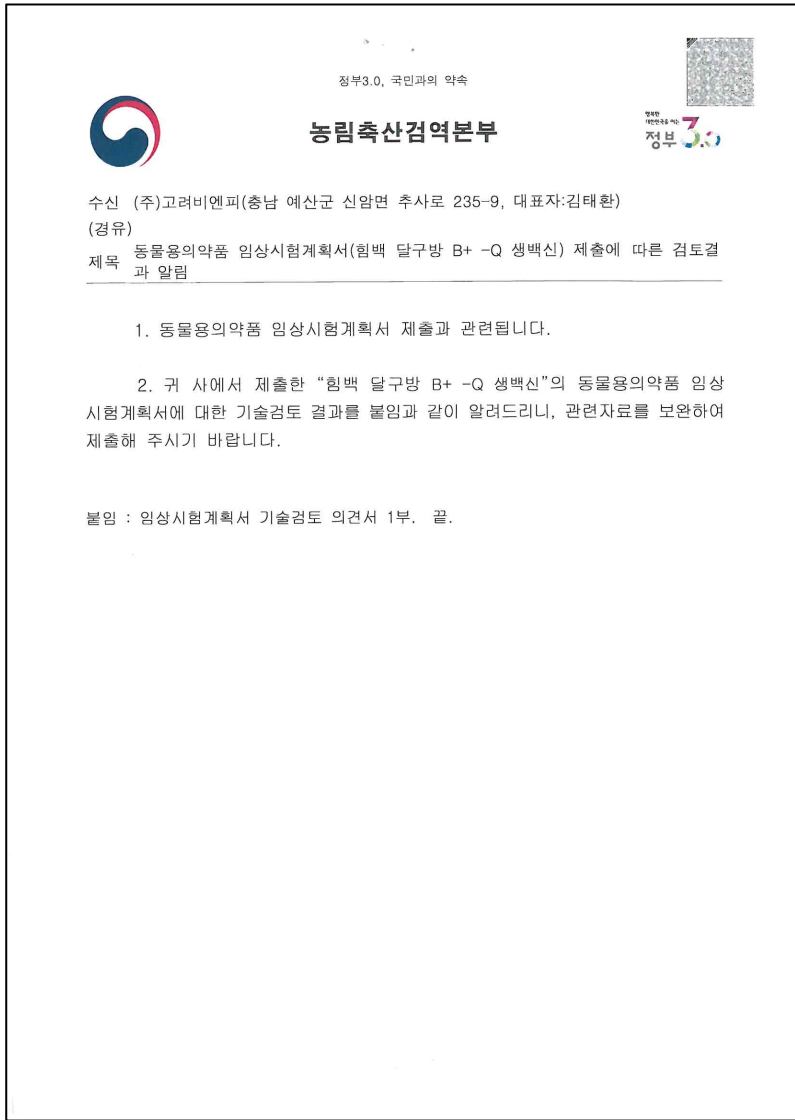 정부3.0, 국민과의 약속
농림축산검역본부
행복한
대한민국을 여는
정부 3.0
수신 (주)고려비엔피(충남 예산군 신암면 추사로 235-9, 대표자:김태환)
(경유)
제목 동물용의약품 임상시험계획서(힘백 달구방 B+ -Q 생백신) 제출에 따른 검토결
과 알림
1. 동물용의약품 임상시험계획서 제출과 관련됩니다.
2. 귀 사에서 제출한 “힘백 달구방 B+ -Q 생백신”의 동물용의약품 임상
시험계획서에 대한 기술검토 결과를 붙임과 같이 알려드리니, 관련자료를 보완하여
제출해 주시기 바랍니다.
붙임 : 임상시험계획서 기술검토 의견서 1부. 끝.